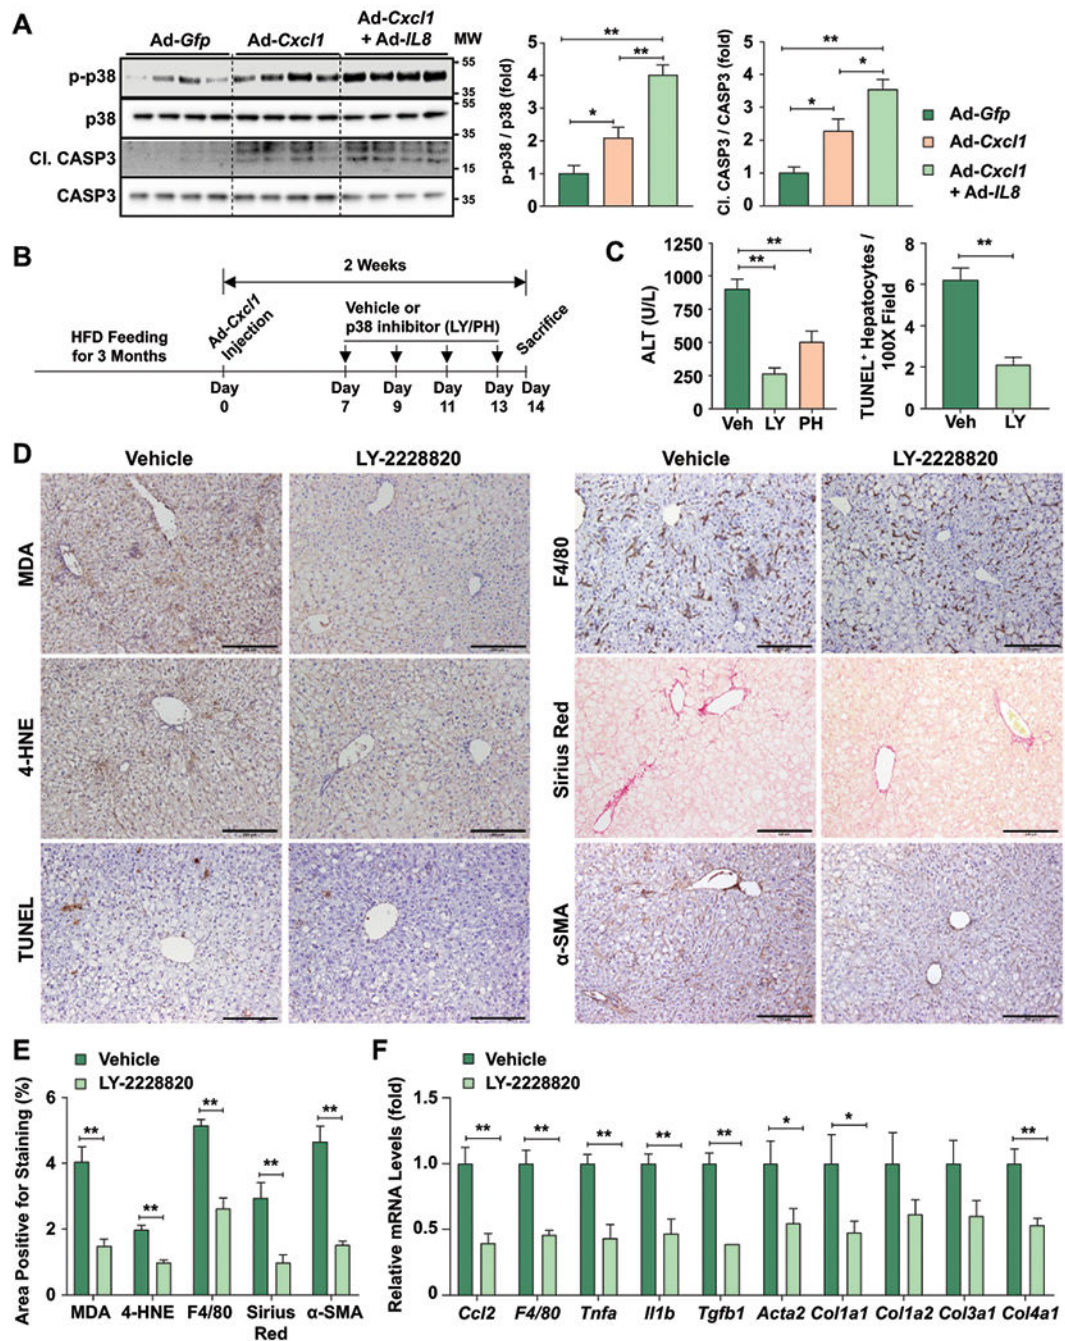 A
Ad-Gfp
Ad-Cxcl1
Ad-Cxcl1
+ Ad-IL8
MW
p-p38
p38
Cl. CASP3
CASP3
55
35
55
35
15
35
p-p38 / p38 (fold)
5
4
3
2
1
0
*
**
**
Cl. CASP3 / CASP3 (fold)
5
4
3
2
1
0
*
*
**
Ad-Gfp
Ad-Cxcl1
Ad-Cxcl1
+ Ad-IL8
B
2 Weeks
HFD Feeding
for 3 Months
Ad-Cxcl1
Injection
Vehicle or
p38 inhibitor (LY/PH)
Sacrifice
Day Day Day Day Day Day
0 7 9 11 13 14
C
ALT (U/L)
1250
1000
750
500
250
0
**
**
Veh LY PH
TUNEL+ Hepatocytes /
100X Field
8
6
4
2
0
**
Veh LY
D
Vehicle
LY-2228820
Vehicle
LY-2228820
MDA
4-HNE
TUNEL
F4/80
Sirius Red
α-SMA
E
Vehicle
LY-2228820
Area Positive for Staining (%)
6
4
2
0
** ** ** ** **
MDA 4-HNE F4/80 Sirius α-SMA
Red
F
Vehicle
LY-2228820
Relative mRNA Levels (fold)
1.5
1.0
0.5
0.0
** ** ** ** ** * * **
Ccl2 F4/80 Tnfa Il1b Tgfb1 Acta2 Col1a1 Col1a2 Col3a1 Col4a1